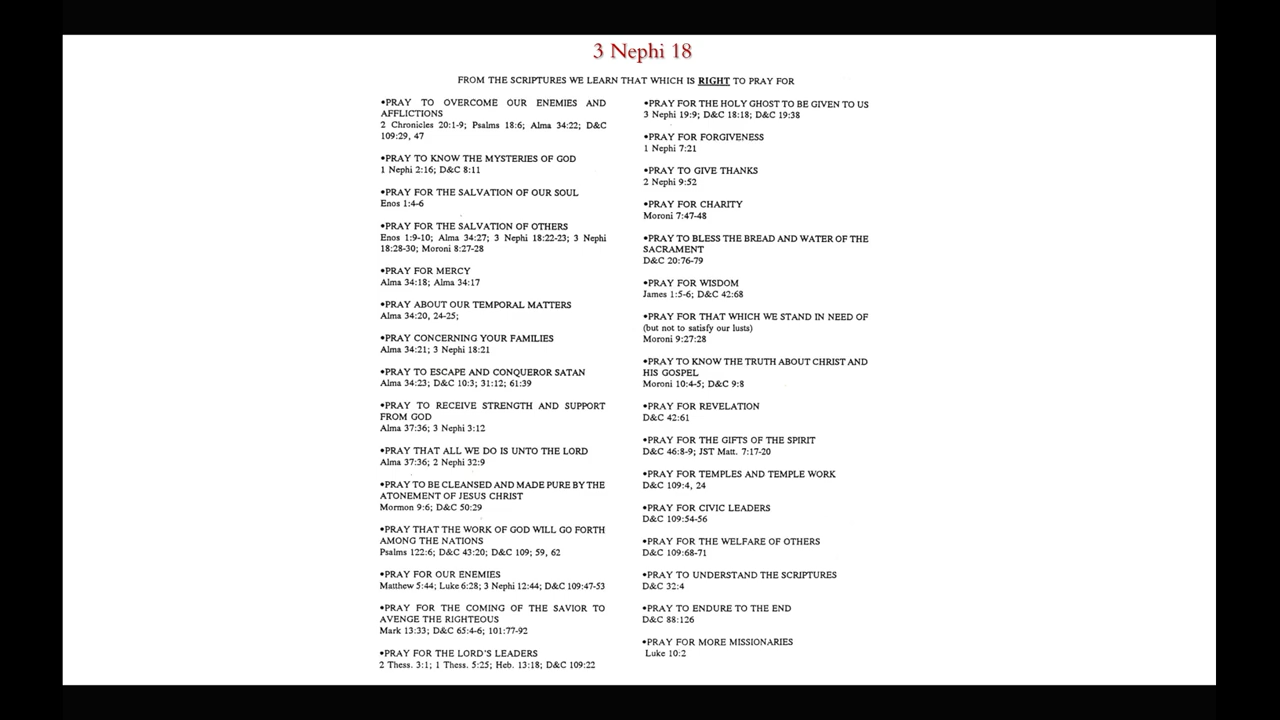 3 Nephi 18
FROM THE SCRIPTURES WE LEARN THAT WHICH IS RIGHT TO PRAY FOR
•PRAY TO OVERCOME OUR ENEMIES AND
AFFLICTIONS
2 Chronicles 20:1-9; Psalms 18:6; Alma 34:22; D&C
109:29, 47
•PRAY TO KNOW THE MYSTERIES OF GOD
1 Nephi 2:16; D&C 8:11
•PRAY FOR THE SALVATION OF OUR SOUL
Enos 1:4-6
•PRAY FOR THE SALVATION OF OTHERS
Enos 1:9-10; Alma 34:27; 3 Nephi 18:22-23; 3 Nephi
18:28-30; Moroni 8:27-28
•PRAY FOR MERCY
Alma 34:18; Alma 34:17
•PRAY ABOUT OUR TEMPORAL MATTERS
Alma 34:20, 24-25;
•PRAY CONCERNING YOUR FAMILIES
Alma 34:21; 3 Nephi 18:21
•PRAY TO ESCAPE AND CONQUEROR SATAN
Alma 34:23; D&C 10:3; 31:12; 61:39
•PRAY TO RECEIVE STRENGTH AND SUPPORT
FROM GOD
Alma 37:36; 3 Nephi 3:12
•PRAY THAT ALL WE DO IS UNTO THE LORD
Alma 37:36; 2 Nephi 32:9
•PRAY TO BE CLEANSED AND MADE PURE BY THE
ATONEMENT OF JESUS CHRIST
Mormon 9:6; D&C 50:29
•PRAY THAT THE WORK OF GOD WILL GO FORTH
AMONG THE NATIONS
Psalms 122:6; D&C 43:20; D&C 109; 59, 62
•PRAY FOR OUR ENEMIES
Matthew 5:44; Luke 6:28; 3 Nephi 12:44; D&C 109:47-53
•PRAY FOR THE COMING OF THE SAVIOR TO
AVENGE THE RIGHTEOUS
Mark 13:33; D&C 65:4-6; 101:77-92
•PRAY FOR THE LORD'S LEADERS
2 Thess. 3:1; 1 Thess. 5:25; Heb. 13:18; D&C 109:22
•PRAY FOR THE HOLY GHOST TO BE GIVEN TO US
3 Nephi 19:9; D&C 18:18; D&C 19:38
•PRAY FOR FORGIVENESS
1 Nephi 7:21
•PRAY TO GIVE THANKS
2 Nephi 9:52
•PRAY FOR CHARITY
Moroni 7:47-48
•PRAY TO BLESS THE BREAD AND WATER OF THE
SACRAMENT
D&C 20:76-79
•PRAY FOR WISDOM
James 1:5-6; D&C 42:68
•PRAY FOR THAT WHICH WE STAND IN NEED OF
(but not to satisfy our lusts)
Moroni 9:27:28
•PRAY TO KNOW THE TRUTH ABOUT CHRIST AND
HIS GOSPEL
Moroni 10:4-5; D&C 9:8
•PRAY FOR REVELATION
D&C 42:61
•PRAY FOR THE GIFTS OF THE SPIRIT
D&C 46:8-9; JST Matt. 7:17-20
•PRAY FOR TEMPLES AND TEMPLE WORK
D&C 109:4, 24
•PRAY FOR CIVIC LEADERS
D&C 109:54-56
•PRAY FOR THE WELFARE OF OTHERS
D&C 109:68-71
•PRAY TO UNDERSTAND THE SCRIPTURES
D&C 32:4
•PRAY TO ENDURE TO THE END
D&C 88:126
•PRAY FOR MORE MISSIONARIES
Luke 10:2